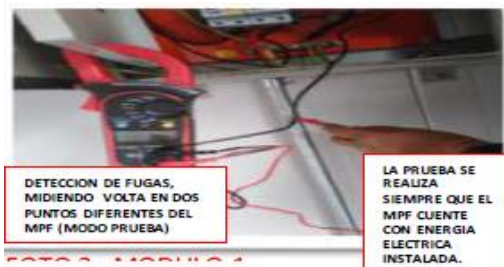 DETECCION DE FUGAS,
MIDIENDO VOLTA EN DOS
PUNTOS DIFERENTES DEL
MPF (MODO PRUEBA)
LA PRUEBA SE
REALIZA
SIEMPRE QUE EL
MPF CUENTE
CON ENERGIA
ELECTRICA
INSTALADA.